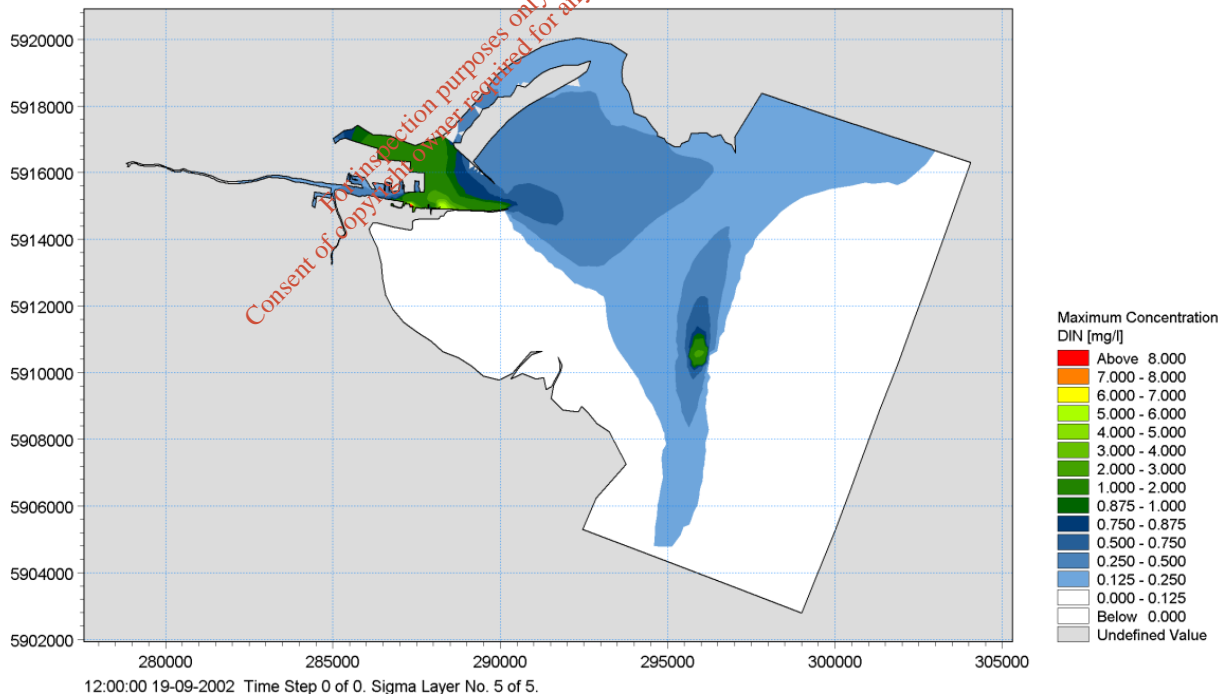 For inspection purposes only
Consent of copyright owner required for any
5920000
5918000
5916000
5914000
5912000
5910000
5908000
5906000
5904000
5902000
280000 285000 290000 295000 300000 305000
12:00:00 19-09-2002 Time Step 0 of 0. Sigma Layer No. 5 of 5.
Maximum Concentration
DIN [mg/l]
Above 8.000
7.000 - 8.000
6.000 - 7.000
5.000 - 6.000
4.000 - 5.000
3.000 - 4.000
2.000 - 3.000
1.000 - 2.000
0.875 - 1.000
0.750 - 0.875
0.500 - 0.750
0.250 - 0.500
0.125 - 0.250
0.000 - 0.125
Below 0.000
Undefined Value